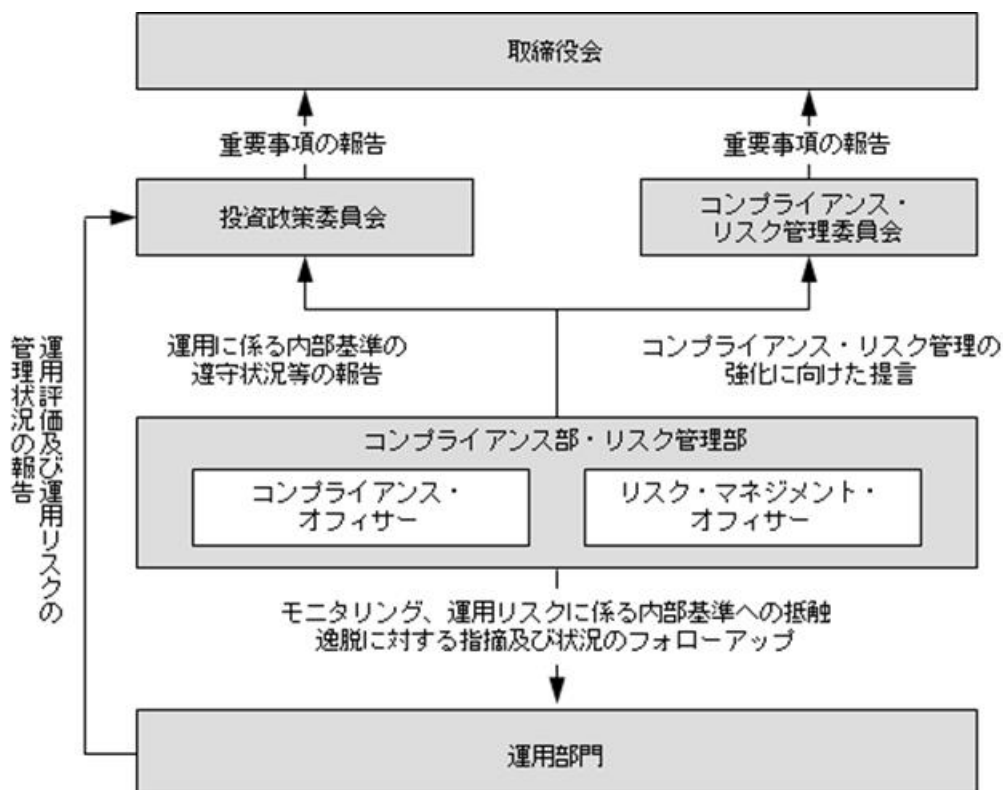 取締役会
重要事項の報告
重要事項の報告
投資政策委員会
コンプライアンス・
リスク管理委員会
運用に係る内部基準の
遵守状況等の報告
コンプライアンス・リスク管理の
強化に向けた提言
運用評価及び運用リスクの
管理状況の報告
コンプライアンス部・リスク管理部
コンプライアンス・
オフィサー
リスク・マネジメント・
オフィサー
モニタリング、運用リスクに係る内部基準への抵触
逸脱に対する指摘及び状況のフォローアップ
運用部門